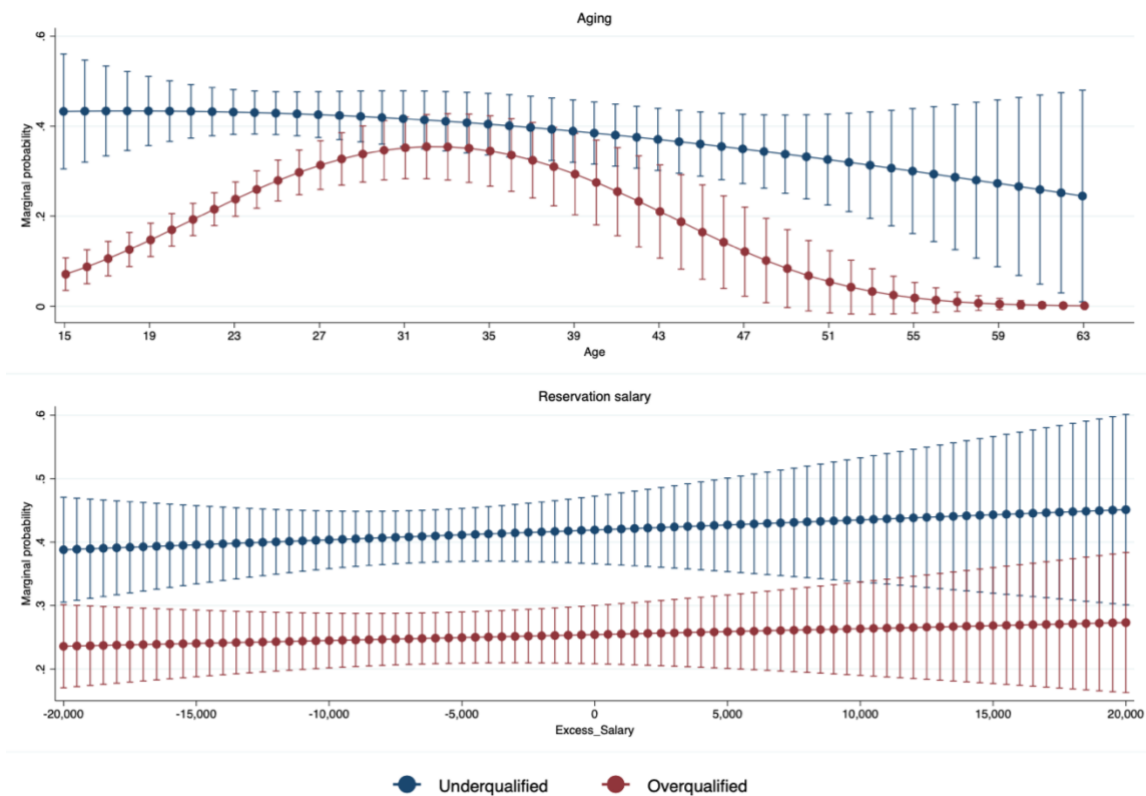 Aging
Marginal probability
.6
.4
.2
0
15 19 23 27 31 35 39 43 47 51 55 59 63
Age
Reservation salary
Marginal probability
.6
.5
.4
.3
.2
-20,000 -15,000 -10,000 -5,000 0 5,000 10,000 15,000 20,000
Excess_Salary
Underqualified Overqualified